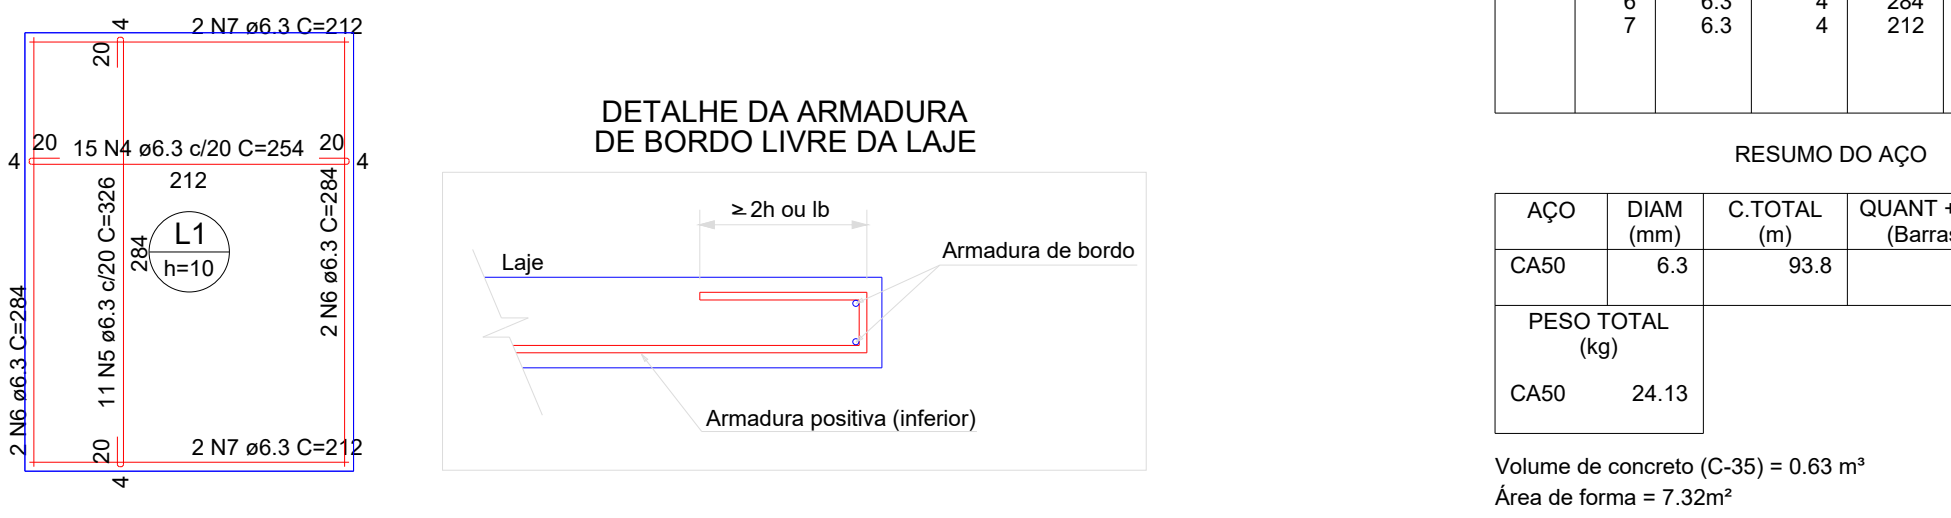 4
2 N7 ø6.3 C=212
20
20
15 N4 ø6.3 c/20 C=254
20
4
4
212
11 N5 ø6.3 c/20 C=326
284
L1
h=10
2 N6 ø6.3 C=284
2 N6 ø6.3 C=284
20
2 N7 ø6.3 C=212
4
DETALHE DA ARMADURA
DE BORDO LIVRE DA LAJE
≥ 2h ou lb
Laje
Armadura de bordo
Armadura positiva (inferior)
6 6.3 4 284
7 6.3 4 212
RESUMO DO AÇO
AÇO DIAM C.TOTAL QUANT +
(mm) (m) (Barras
CA50 6.3 93.8
PESO TOTAL
(kg)
CA50 24.13
Volume de concreto (C-35) = 0.63 m³
Área de forma = 7.32m²